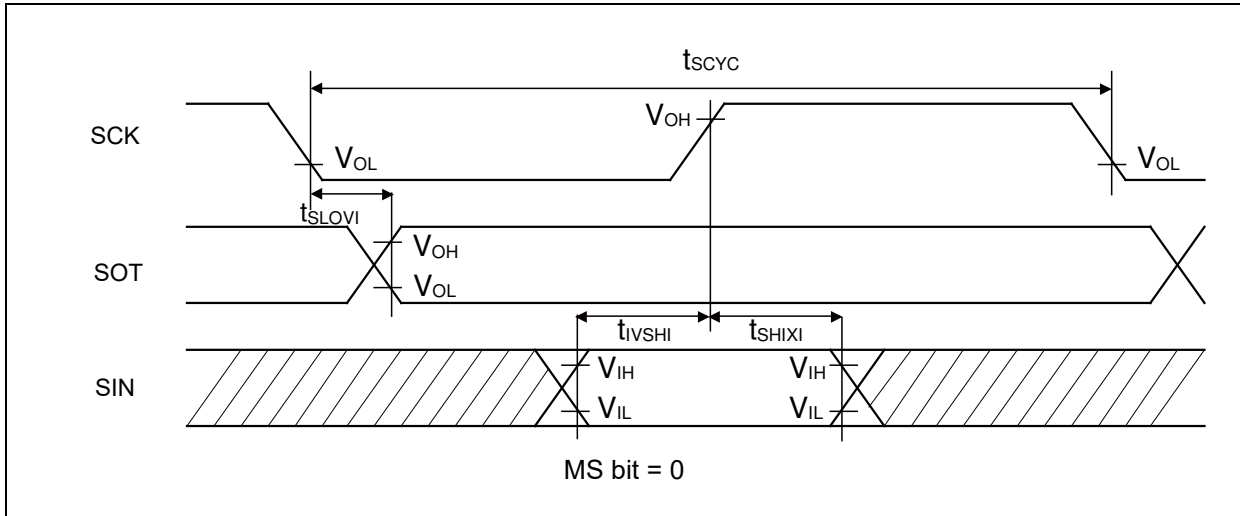 tSCYC
SCK
VOH
VOL
VOL
tSLOVI
SOT
VOH
VOL
tIVSHI
tSHIXI
SIN
VIH
VIH
VIL
VIL
MS bit = 0